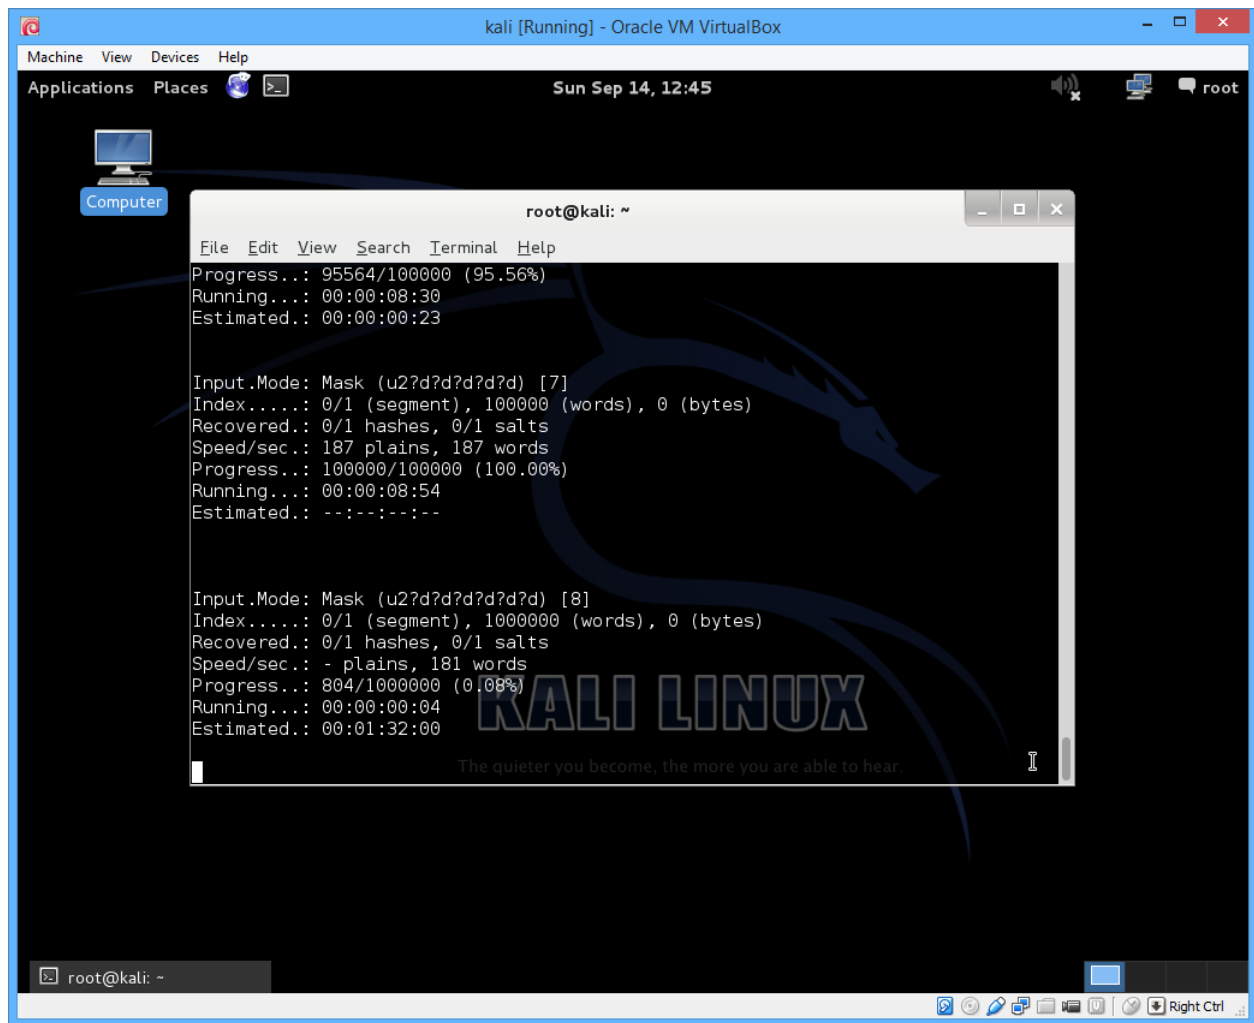 kali [Running] - Oracle VM VirtualBox
Machine View Devices Help
Applications Places Sun Sep 14, 12:45 root
Computer
root@kali: ~
File Edit View Search Terminal Help
Progress..: 95564/100000 (95.56%)
Running...: 00:00:08:30
Estimated.: 00:00:00:23
Input.Mode: Mask (u2?d?d?d?d?d) [7]
Index.....: 0/1 (segment), 100000 (words), 0 (bytes)
Recovered.: 0/1 hashes, 0/1 salts
Speed/sec.: 187 plains, 187 words
Progress..: 100000/100000 (100.00%)
Running...: 00:00:08:54
Estimated.: --:--:--:--
Input.Mode: Mask (u2?d?d?d?d?d?d) [8]
Index.....: 0/1 (segment), 1000000 (words), 0 (bytes)
Recovered.: 0/1 hashes, 0/1 salts
Speed/sec.: - plains, 181 words
Progress..: 804/1000000 (0.08%)
Running...: 00:00:00:04
Estimated.: 00:01:32:00
KALI LINUX
The quieter you become, the more you are able to hear.
root@kali: ~
Right Ctrl